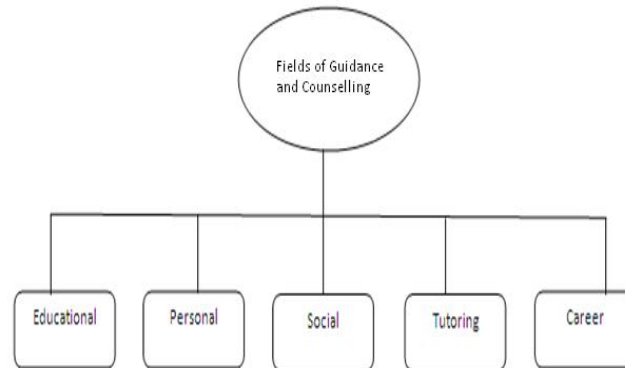 Fields of Guidance
and Counselling
Educational
Personal
Social
Tutoring
Career